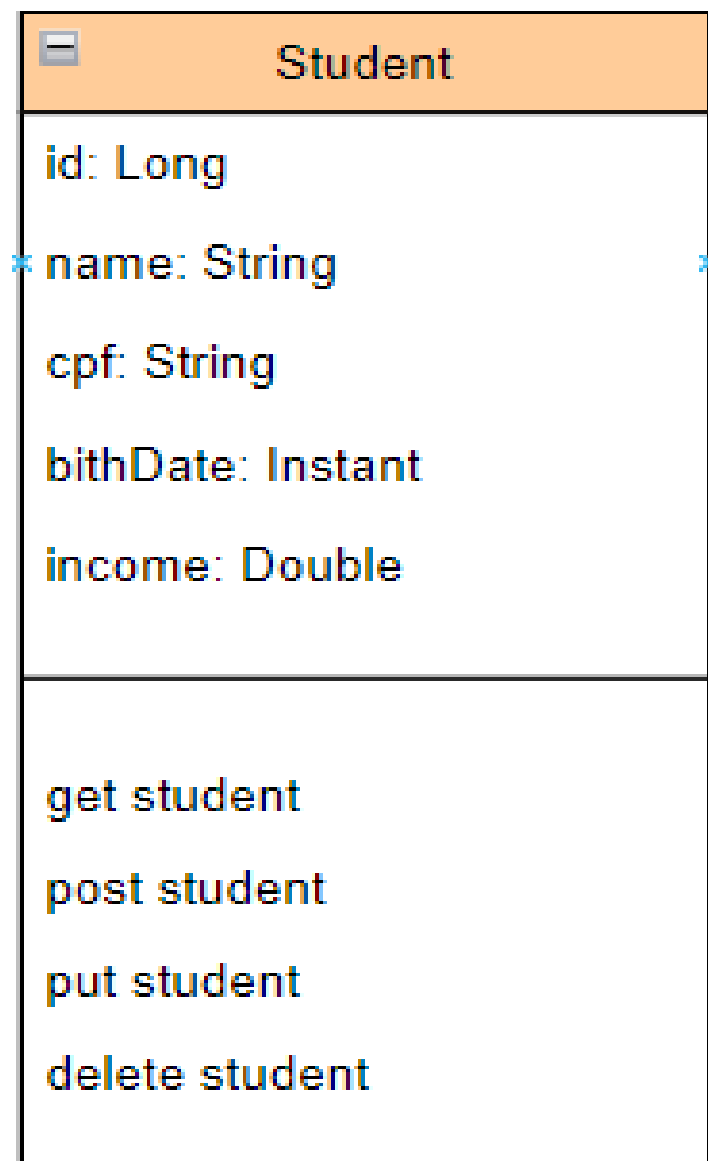 Student
id: Long
name: String
cpf: String
bithDate: Instant
income: Double
get student
post student
put student
delete student